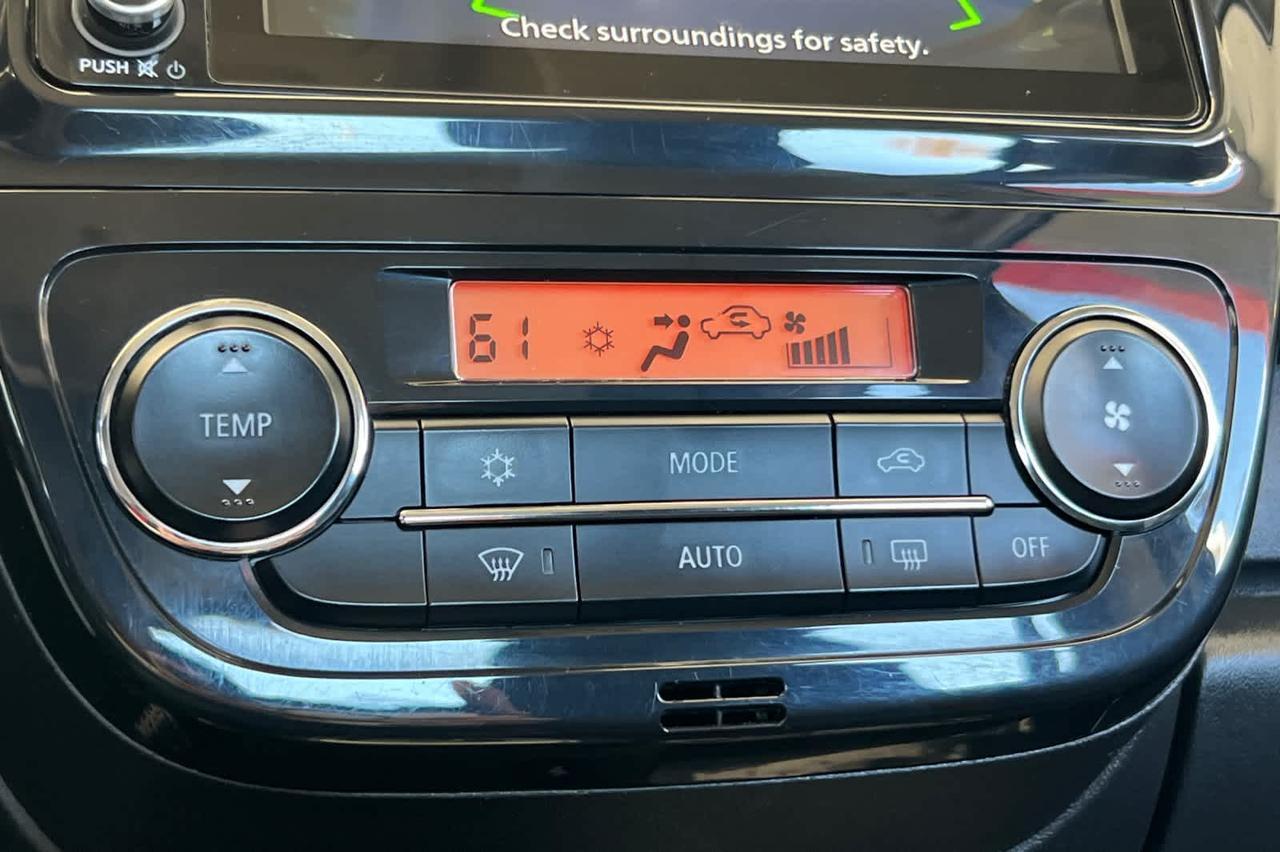 Check surroundings for safety.
PUSH
61
TEMP
MODE
AUTO
OFF